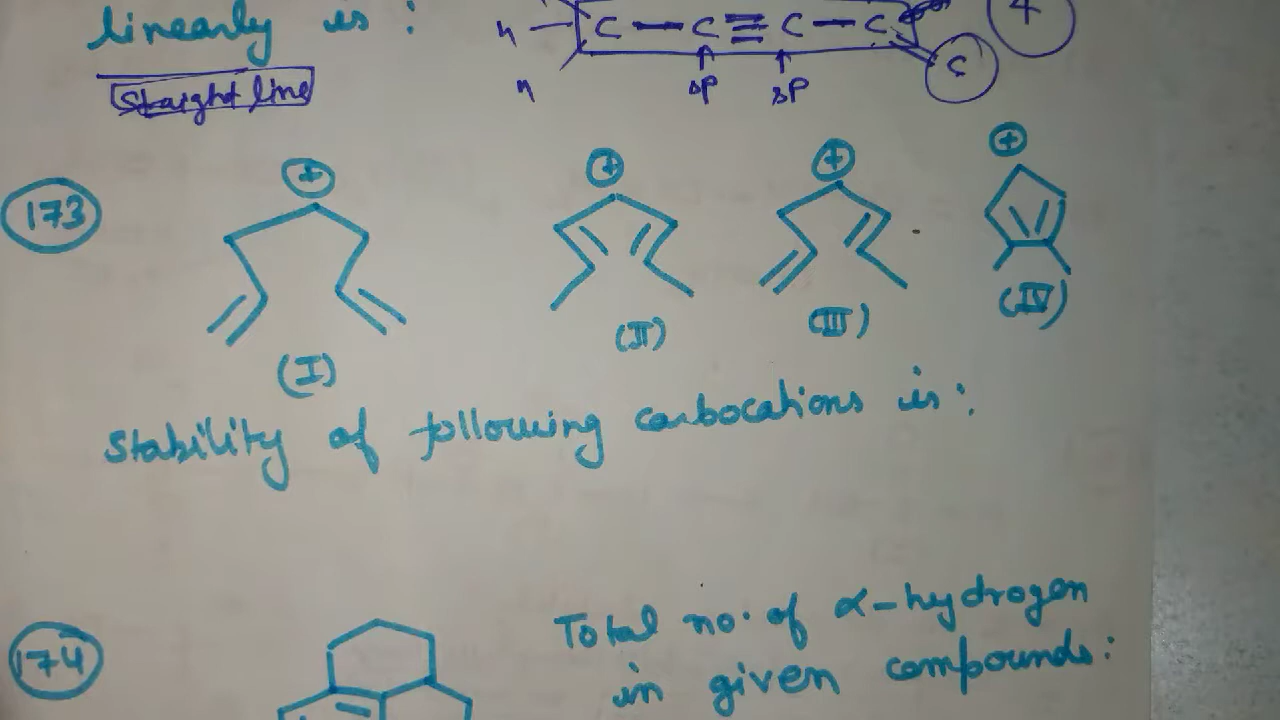 linearly is :
H C — C ≡ C — C 4
C
H sp sp
Straight line
173 + + + +
(I) (II) (III) (IV)
Stability of following carbocations is :
174 Total no. of α-hydrogen
in given compounds :